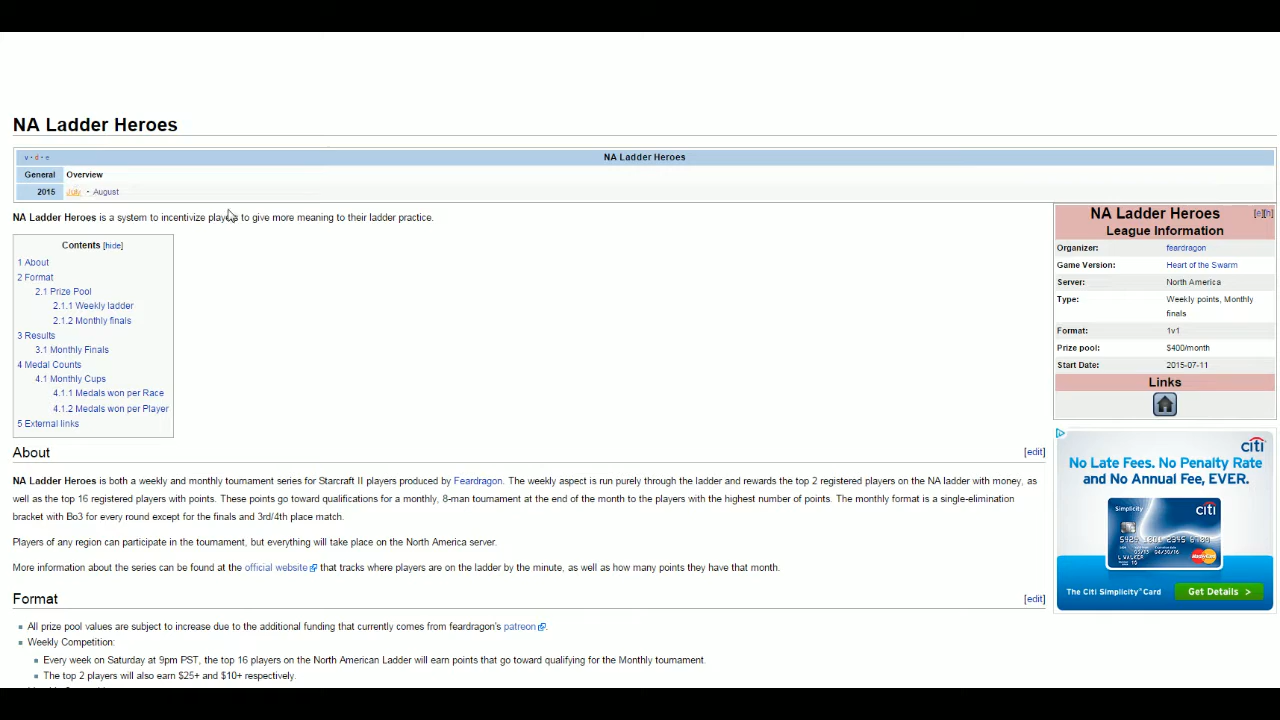 NA Ladder Heroes
v · d · e
NA Ladder Heroes
General Overview
2015 July · August
NA Ladder Heroes is a system to incentivize players to give more meaning to their ladder practice.
NA Ladder Heroes [e][h]
League Information
Organizer: feardragon
Game Version: Heart of the Swarm
Server: North America
Type: Weekly points, Monthly
finals
Format: 1v1
Prize pool: $400/month
Start Date: 2015-07-11
Links
Contents [hide]
1 About
2 Format
2.1 Prize Pool
2.1.1 Weekly ladder
2.1.2 Monthly finals
3 Results
3.1 Monthly Finals
4 Medal Counts
4.1 Monthly Cups
4.1.1 Medals won per Race
4.1.2 Medals won per Player
5 External links
About [edit]
NA Ladder Heroes is both a weekly and monthly tournament series for Starcraft II players produced by Feardragon. The weekly aspect is run purely through the ladder and rewards the top 2 registered players on the NA ladder with money, as
well as the top 16 registered players with points. These points go toward qualifications for a monthly, 8-man tournament at the end of the month to the players with the highest number of points. The monthly format is a single-elimination
bracket with Bo3 for every round except for the finals and 3rd/4th place match.
Players of any region can participate in the tournament, but everything will take place on the North America server.
More information about the series can be found at the official website that tracks where players are on the ladder by the minute, as well as how many points they have that month.
Format [edit]
All prize pool values are subject to increase due to the additional funding that currently comes from feardragon's patreon.
Weekly Competition:
Every week on Saturday at 9pm PST, the top 16 players on the North American Ladder will earn points that go toward qualifying for the Monthly tournament.
The top 2 players will also earn $25+ and $10+ respectively.
citi
No Late Fees. No Penalty Rate
and No Annual Fee, EVER.
Simplicity citi
MasterCard
The Citi Simplicity® Card Get Details >